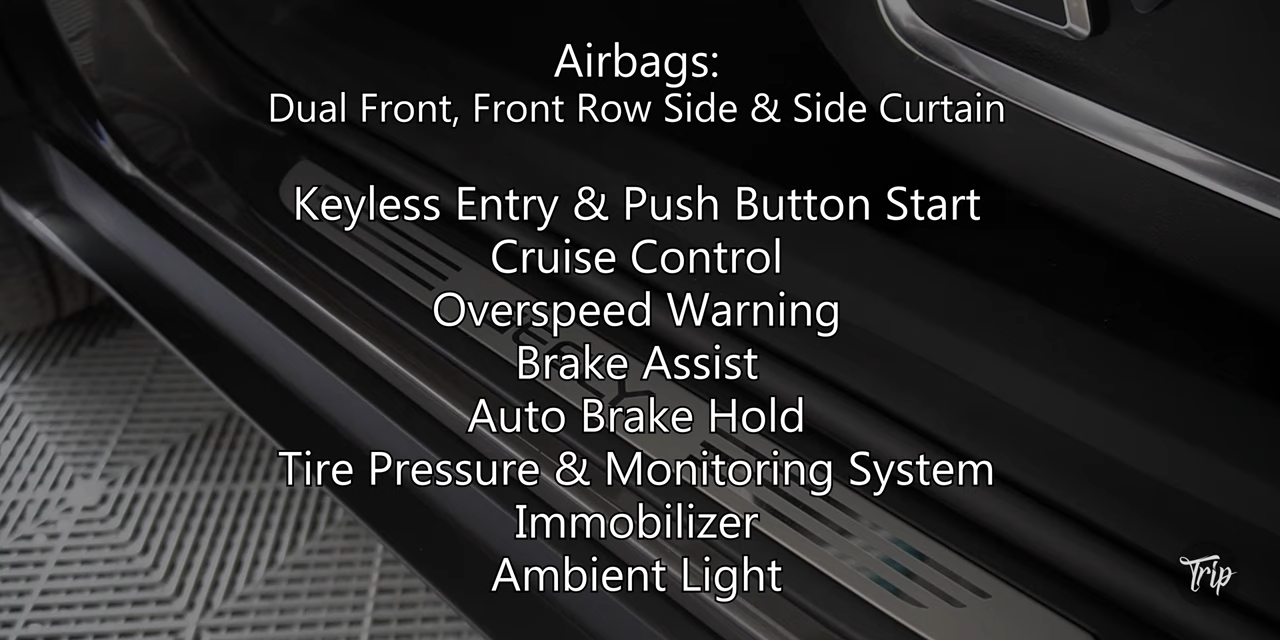 Airbags:
Dual Front, Front Row Side & Side Curtain
Keyless Entry & Push Button Start
Cruise Control
Overspeed Warning
Brake Assist
Auto Brake Hold
Tire Pressure & Monitoring System
Immobilizer
Ambient Light
Trip